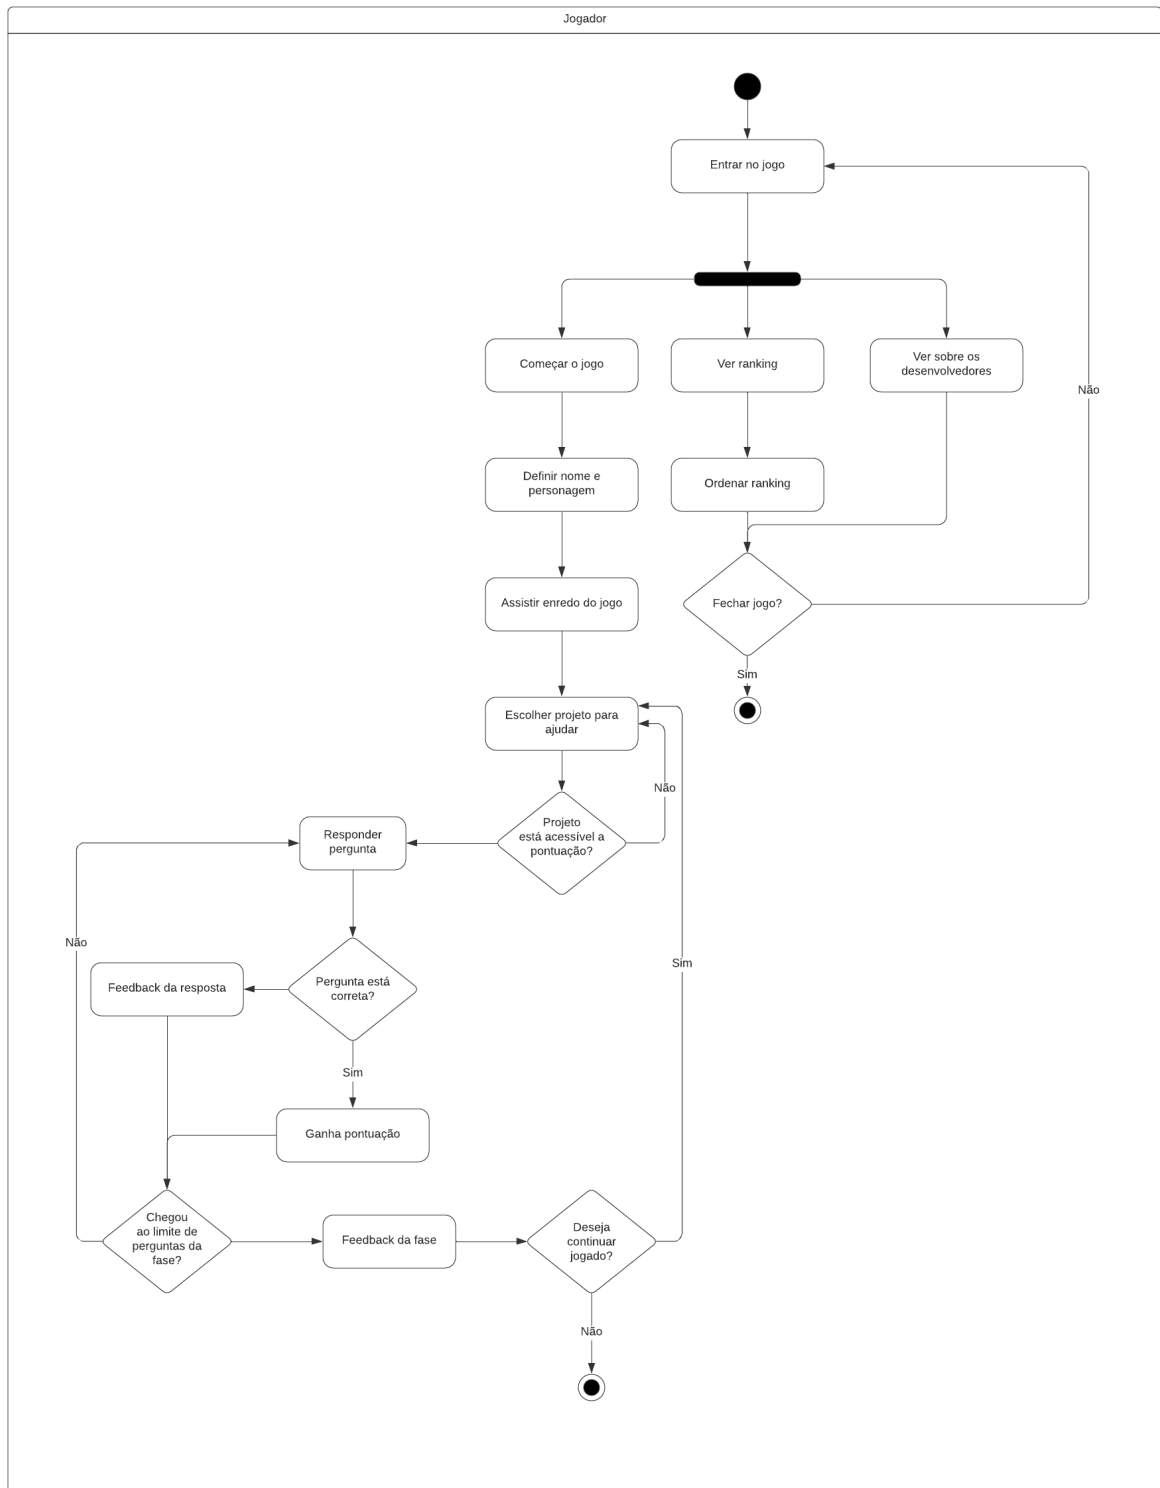 Jogador
Entrar no jogo
Começar o jogo
Ver ranking
Ver sobre os
desenvolvedores
Não
Definir nome e
personagem
Ordenar ranking
Assistir enredo do jogo
Fechar jogo?
Sim
Escolher projeto para
ajudar
Não
Projeto
está acessível a
pontuação?
Responder
pergunta
Não
Sim
Feedback da resposta
Pergunta está
correta?
Sim
Ganha pontuação
Chegou
ao limite de
perguntas da
fase?
Feedback da fase
Deseja
continuar
jogado?
Não